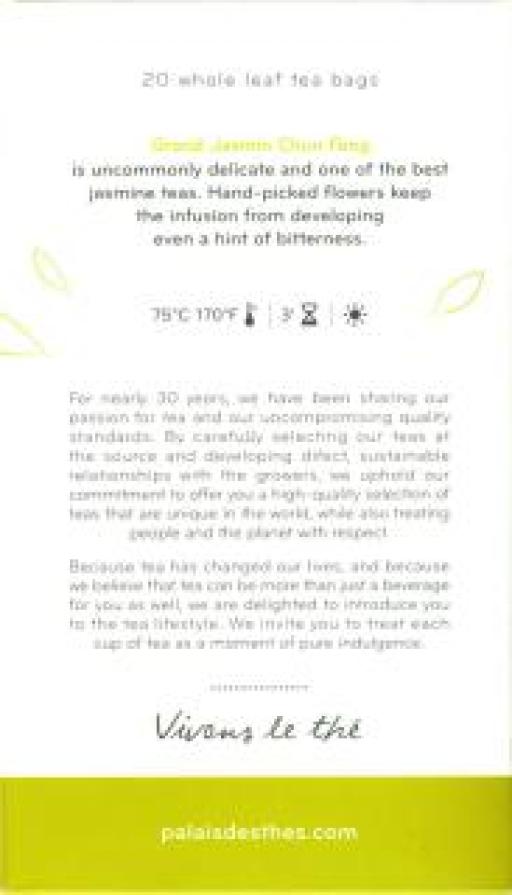 20 whole leaf tea bags
Grand Jasmin Chun Feng
is uncommonly delicate and one of the best
jasmine teas. Hand-picked flowers keep
the infusion from developing
even a hint of bitterness.
75°C 170°F 3'
For nearly 30 years, we have been sharing our
passion for tea and our uncompromising quality
standards. By carefully selecting our teas at
the source and developing direct, sustainable
relationships with the growers, we uphold our
commitment to offer you a high-quality selection of
teas that are unique in the world, while also treating
people and the planet with respect.
Because tea has changed our lives, and because
we believe that tea can be more than just a beverage
for you as well, we are delighted to introduce you
to the tea lifestyle. We invite you to treat each
cup of tea as a moment of pure indulgence.
Vivons le thé
palaisdesthes.com